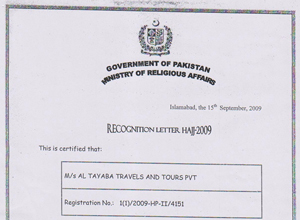 GOVERNMENT OF PAKISTAN
MINISTRY OF RELIGIOUS AFFAIRS
Islamabad, the 15th September, 2009
RECOGNITION LETTER HAJJ-2009
This is certified that:
M/s AL TAYABA TRAVELS AND TOURS PVT
Registration No.: 1(1)/2009-HP-II/4151